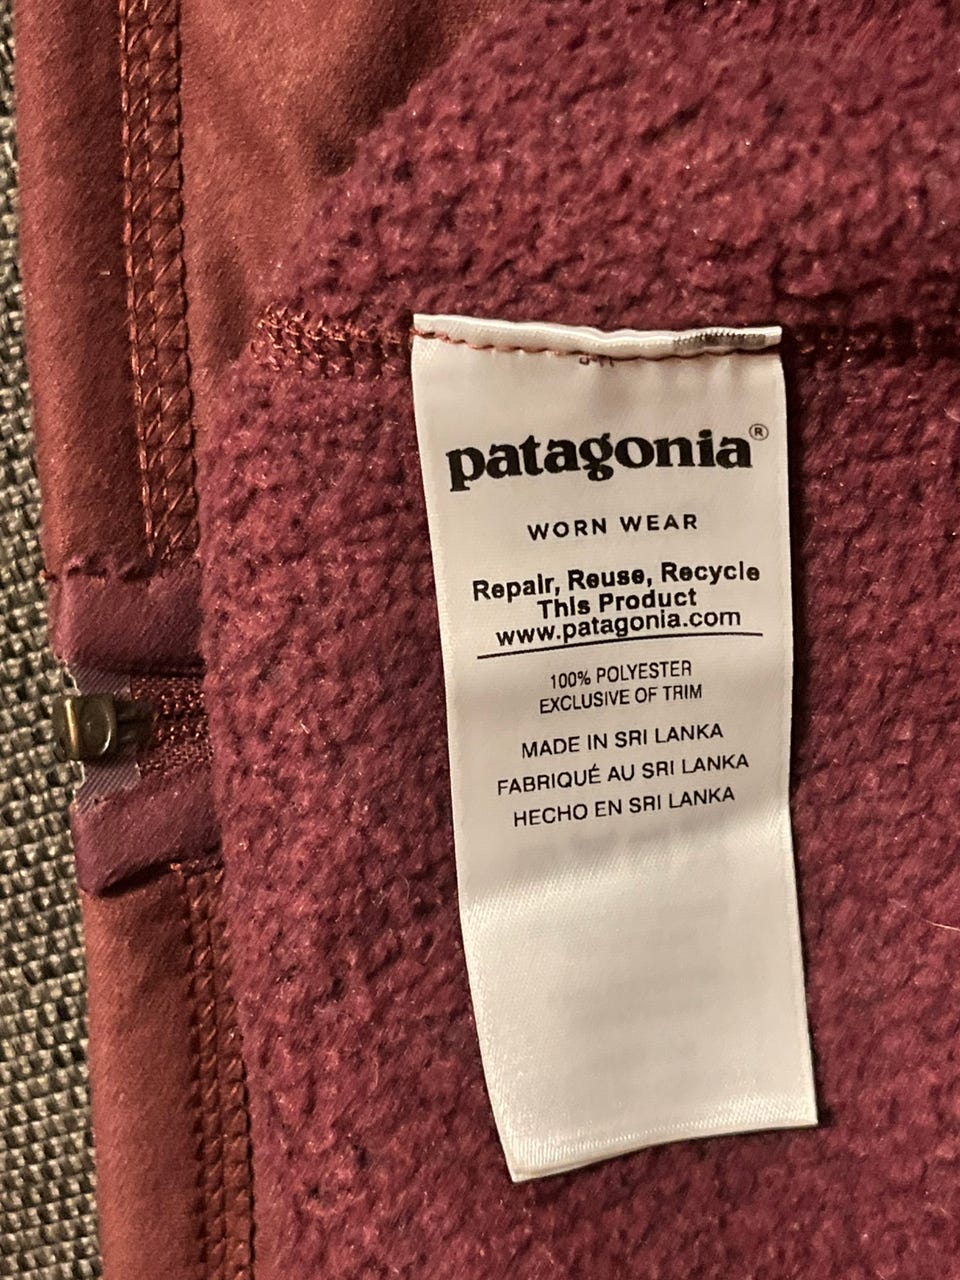 patagonia®
WORN WEAR
Repair, Reuse, Recycle
This Product
www.patagonia.com
100% POLYESTER
EXCLUSIVE OF TRIM
MADE IN SRI LANKA
FABRIQUÉ AU SRI LANKA
HECHO EN SRI LANKA